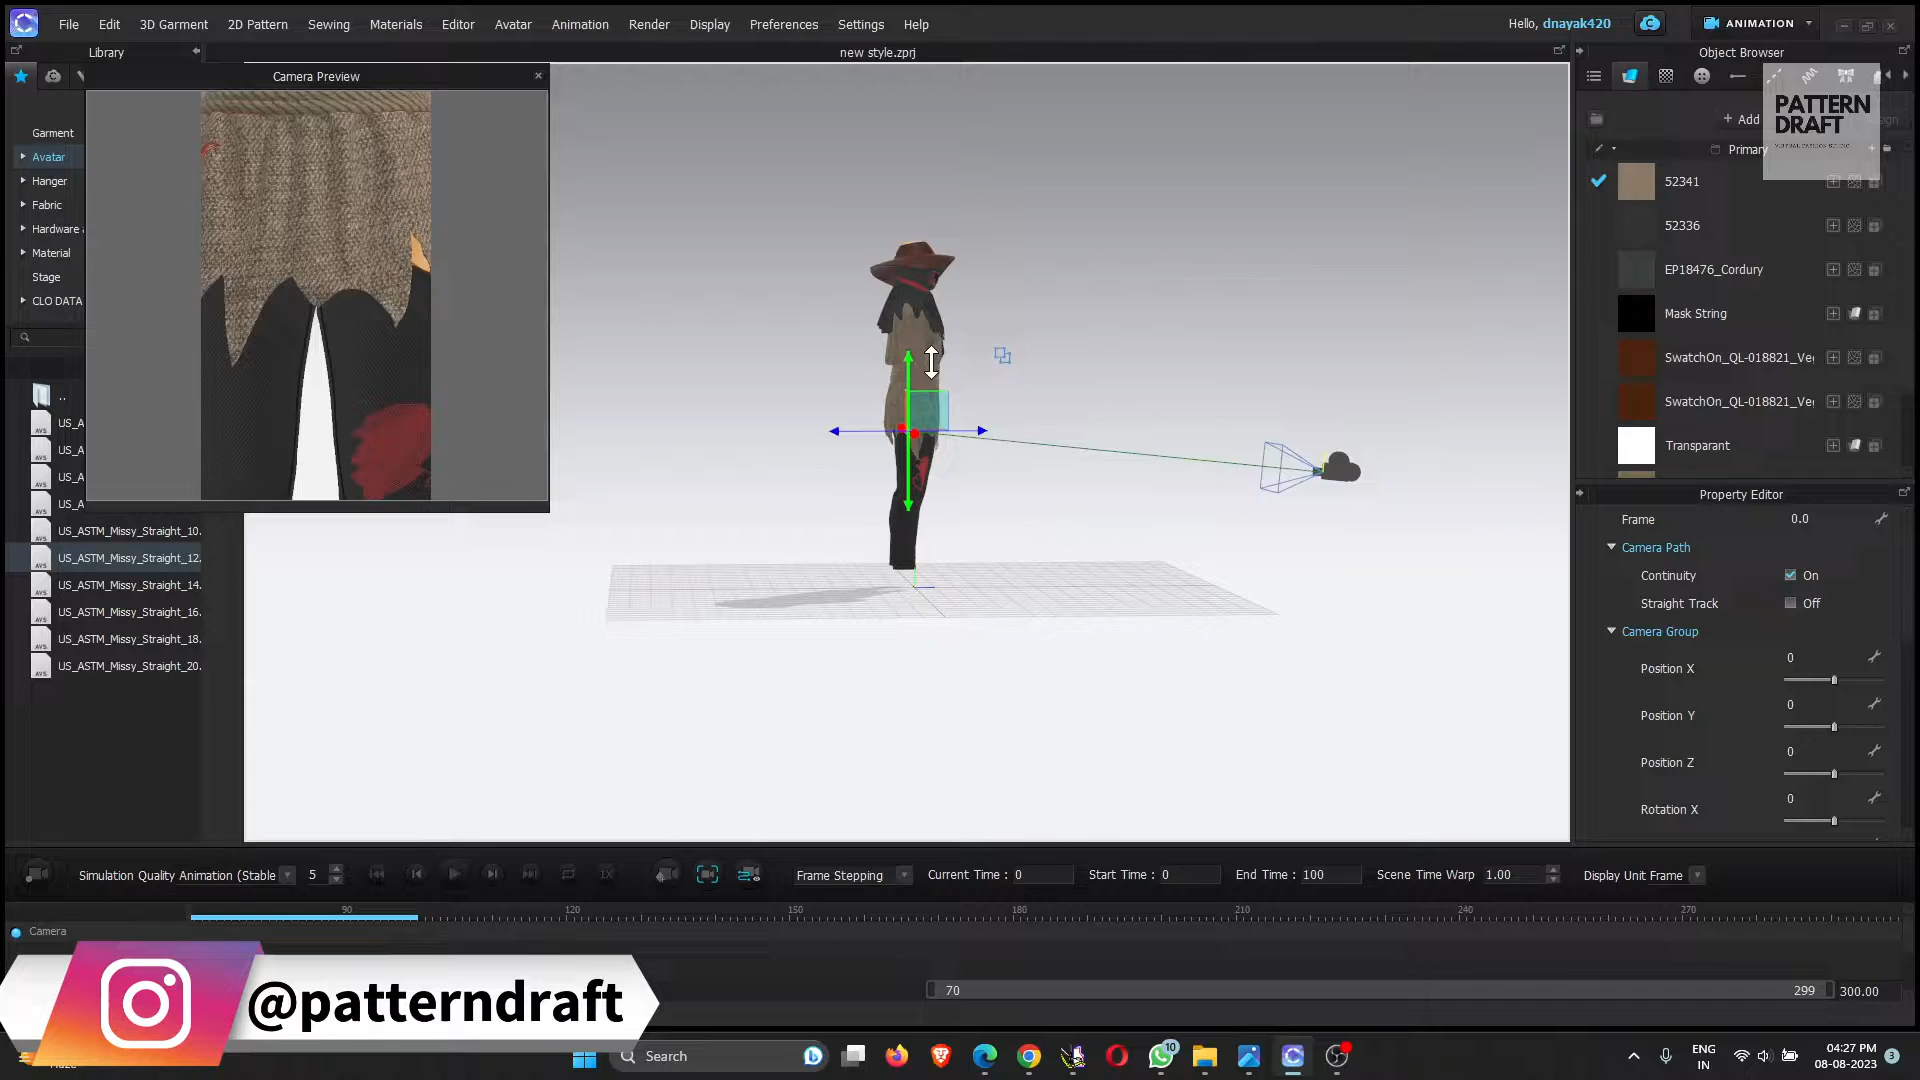 File Edit 3D Garment 2D Pattern Sewing Materials Editor Avatar Animation Render Display Preferences Settings Help
Hello, dnayak420
ANIMATION
Library
new style.zprj
Object Browser
Camera Preview
Garment
Avatar
Hanger
Fabric
Hardware
Material
Stage
CLO DATA
..
US_A
US_A
US_A
US_A
US_ASTM_Missy_Straight_10.
US_ASTM_Missy_Straight_12.
US_ASTM_Missy_Straight_14.
US_ASTM_Missy_Straight_16.
US_ASTM_Missy_Straight_18.
US_ASTM_Missy_Straight_20.
PATTERN
DRAFT
VIRTUAL FASHION STUDIO
+ Add
Primary
52341
52336
EP18476_Cordury
Mask String
SwatchOn_QL-018821_Ve
SwatchOn_QL-018821_Ve
Transparant
Property Editor
Frame 0.0
Camera Path
Continuity On
Straight Track Off
Camera Group
Position X 0
Position Y 0
Position Z 0
Rotation X 0
Simulation Quality Animation (Stable 5
1X
Frame Stepping
Current Time : 0
Start Time : 0
End Time : 100
Scene Time Warp 1.00
Display Unit Frame
90 120 150 180 210 240 270
Camera
70 299 300.00
@patterndraft
Search
10
ENG
IN
04:27 PM
08-08-2023
3